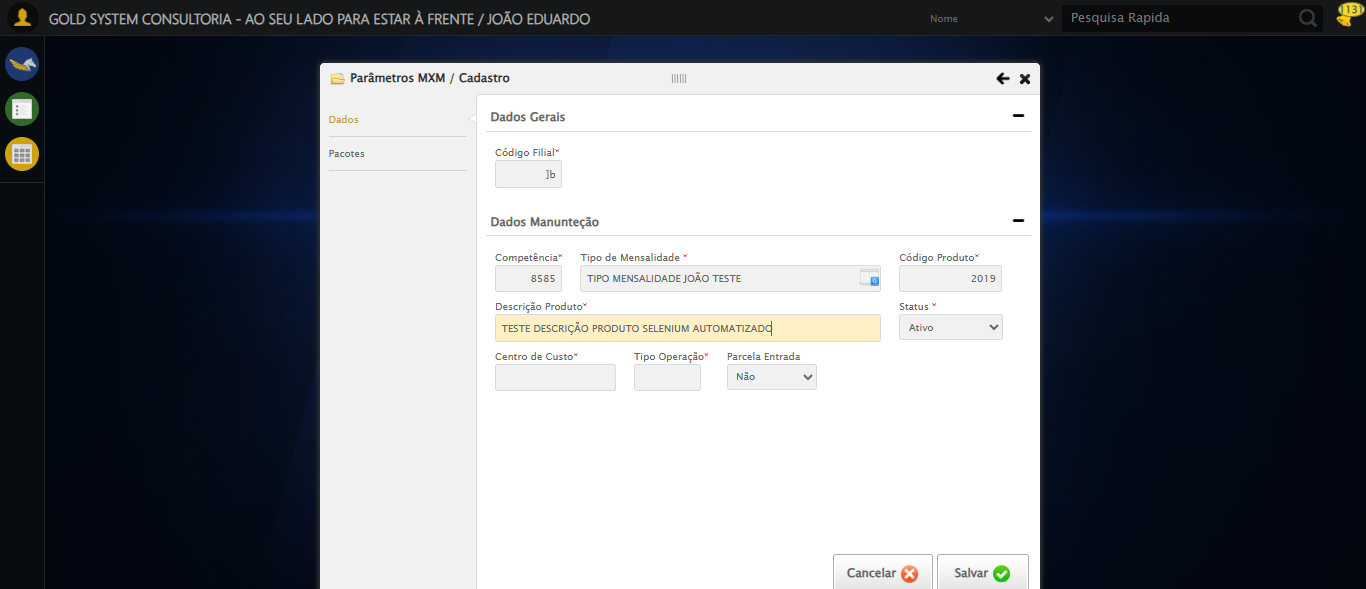 GOLD SYSTEM CONSULTORIA - AO SEU LADO PARA ESTAR À FRENTE / JOÃO EDUARDO
Nome
Pesquisa Rapida
113
Parâmetros MXM / Cadastro
Dados
Pacotes
Dados Gerais
Código Filial*
]b
Dados Manunteção
Competência* Tipo de Mensalidade * Código Produto*
8585 TIPO MENSALIDADE JOÃO TESTE 2019
Descrição Produto* Status *
TESTE DESCRIÇÃO PRODUTO SELENIUM AUTOMATIZADO Ativo
Centro de Custo* Tipo Operação* Parcela Entrada
Não
Cancelar Salvar